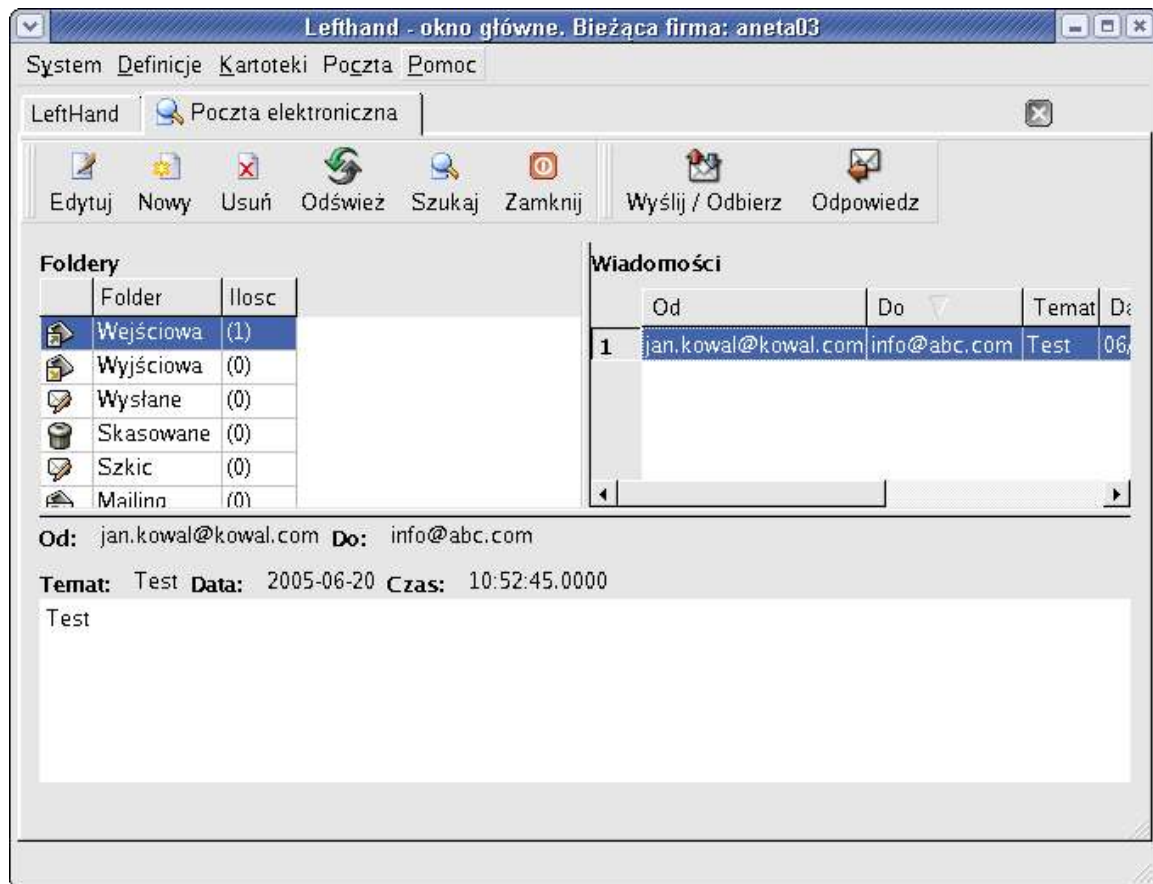 Lefthand - okno główne. Bieżąca firma: aneta03
System Definicje Kartoteki Poczta Pomoc
LeftHand Poczta elektroniczna
Edytuj Nowy Usuń Odśwież Szukaj Zamknij Wyślij / Odbierz Odpowiedz
Foldery
Folder Ilosc
Wejściowa (1)
Wyjściowa (0)
Wysłane (0)
Skasowane (0)
Szkic (0)
Mailing (0)
Wiadomości
Od Do Temat
1 jan.kowal@kowal.com info@abc.com Test 06
Od: jan.kowal@kowal.com Do: info@abc.com
Temat: Test Data: 2005-06-20 Czas: 10:52:45.0000
Test